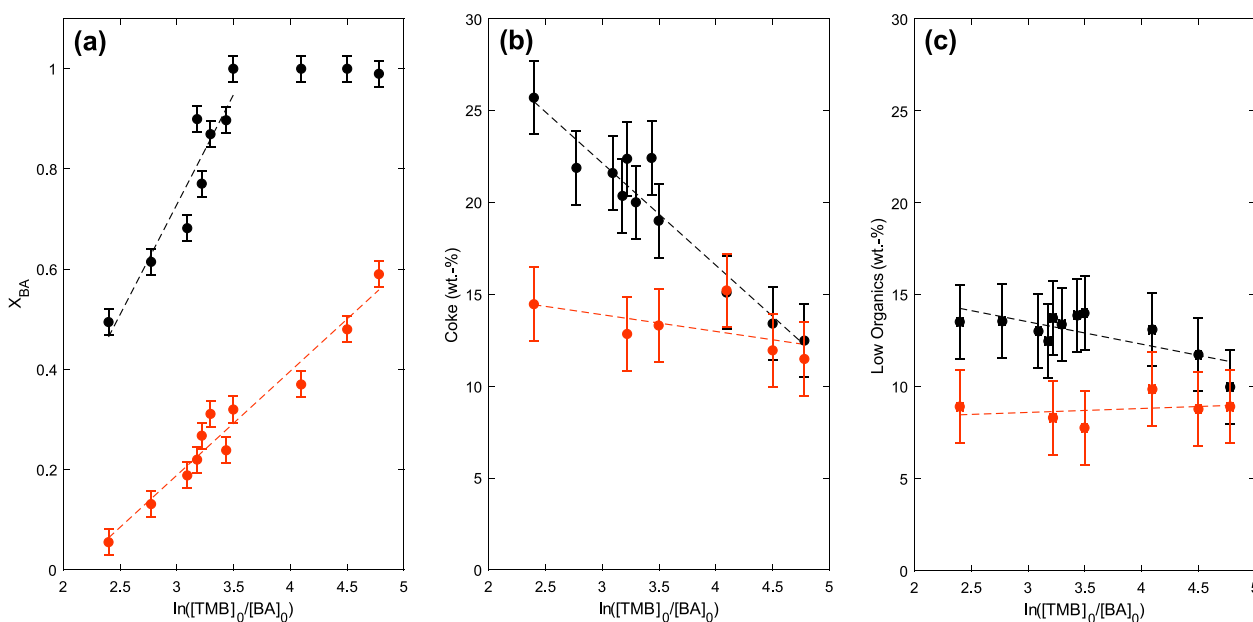 (a)
1
0.8
0.6
0.4
0.2
0
X_BA
2 2.5 3 3.5 4 4.5 5
ln([TMB]_0/[BA]_0)
(b)
30
25
20
15
10
5
0
Coke (wt.-%)
2 2.5 3 3.5 4 4.5 5
ln([TMB]_0/[BA]_0)
(c)
30
25
20
15
10
5
0
Low Organics (wt.-%)
2 2.5 3 3.5 4 4.5 5
ln([TMB]_0/[BA]_0)